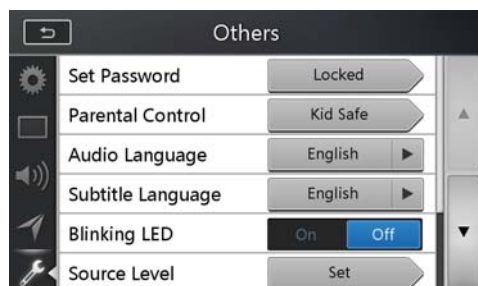 Others
Set Password Locked
Parental Control Kid Safe
Audio Language English
Subtitle Language English
Blinking LED On Off
Source Level Set